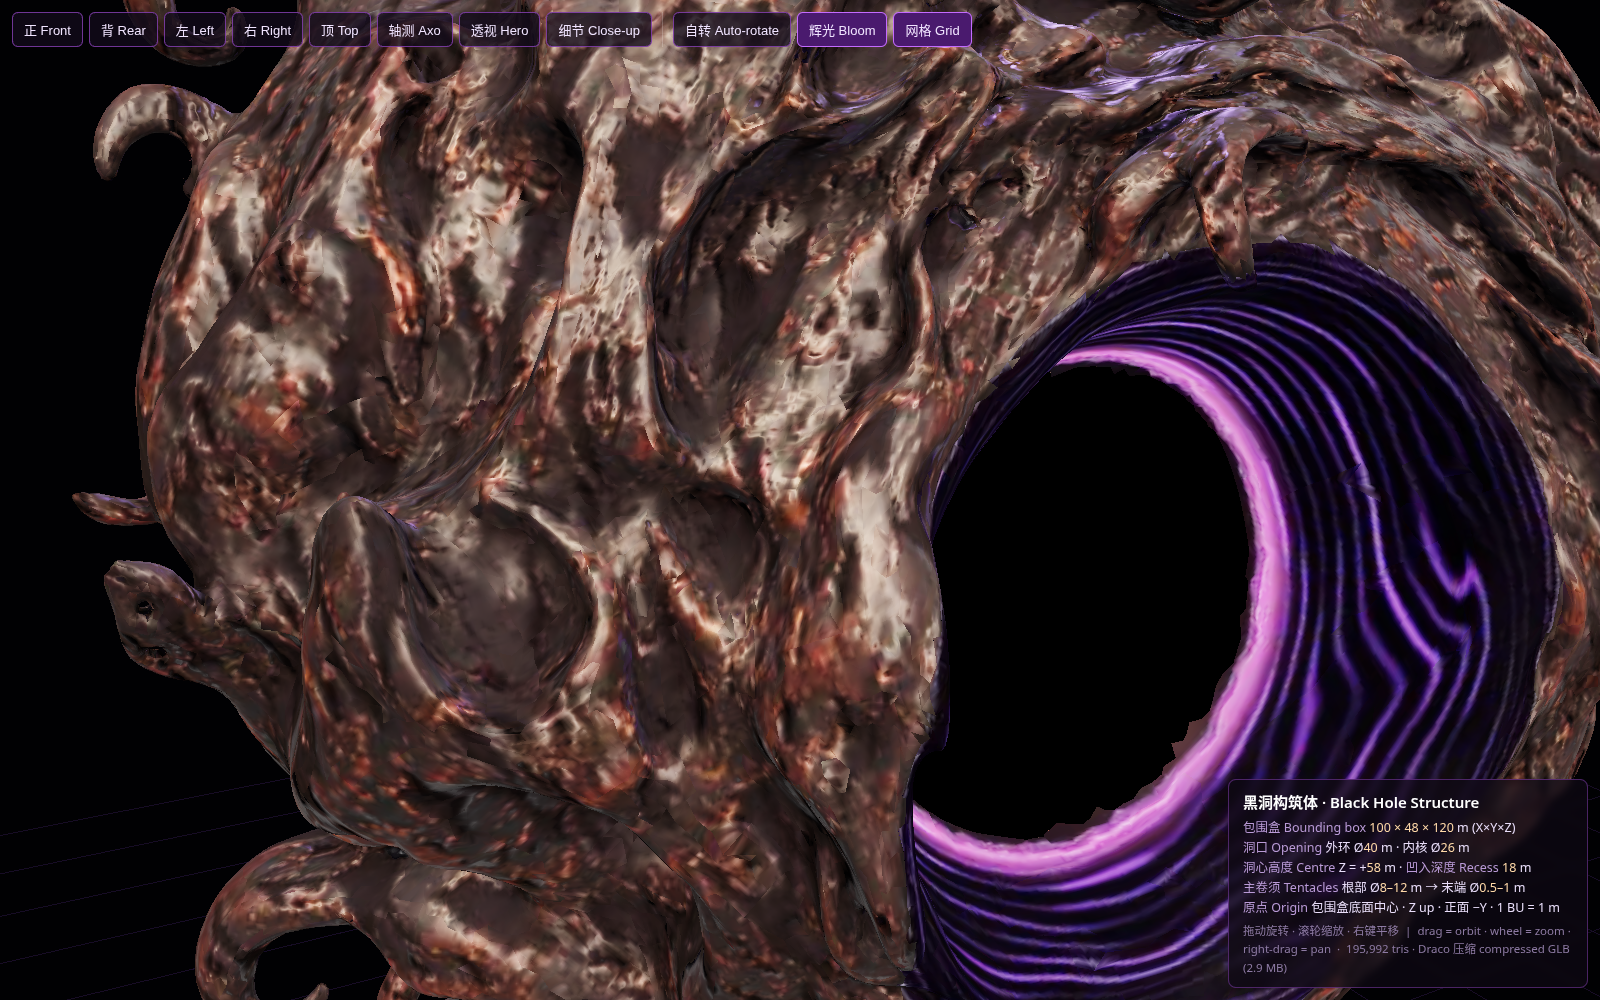 正 Front 背 Rear 左 Left 右 Right 顶 Top 轴测 Axo 透视 Hero 细节 Close-up 自转 Auto-rotate 辉光 Bloom 网格 Grid
黑洞构筑体 · Black Hole Structure
包围盒 Bounding box 100 × 48 × 120 m (X×Y×Z)
洞口 Opening 外环 Ø40 m · 内核 Ø26 m
洞心高度 Centre Z = +58 m · 凹入深度 Recess 18 m
主卷须 Tentacles 根部 Ø8–12 m → 末端 Ø0.5–1 m
原点 Origin 包围盒底面中心 · Z up · 正面 −Y · 1 BU = 1 m
拖动旋转 · 滚轮缩放 · 右键平移 | drag = orbit · wheel = zoom ·
right-drag = pan · 195,992 tris · Draco 压缩 compressed GLB
(2.9 MB)